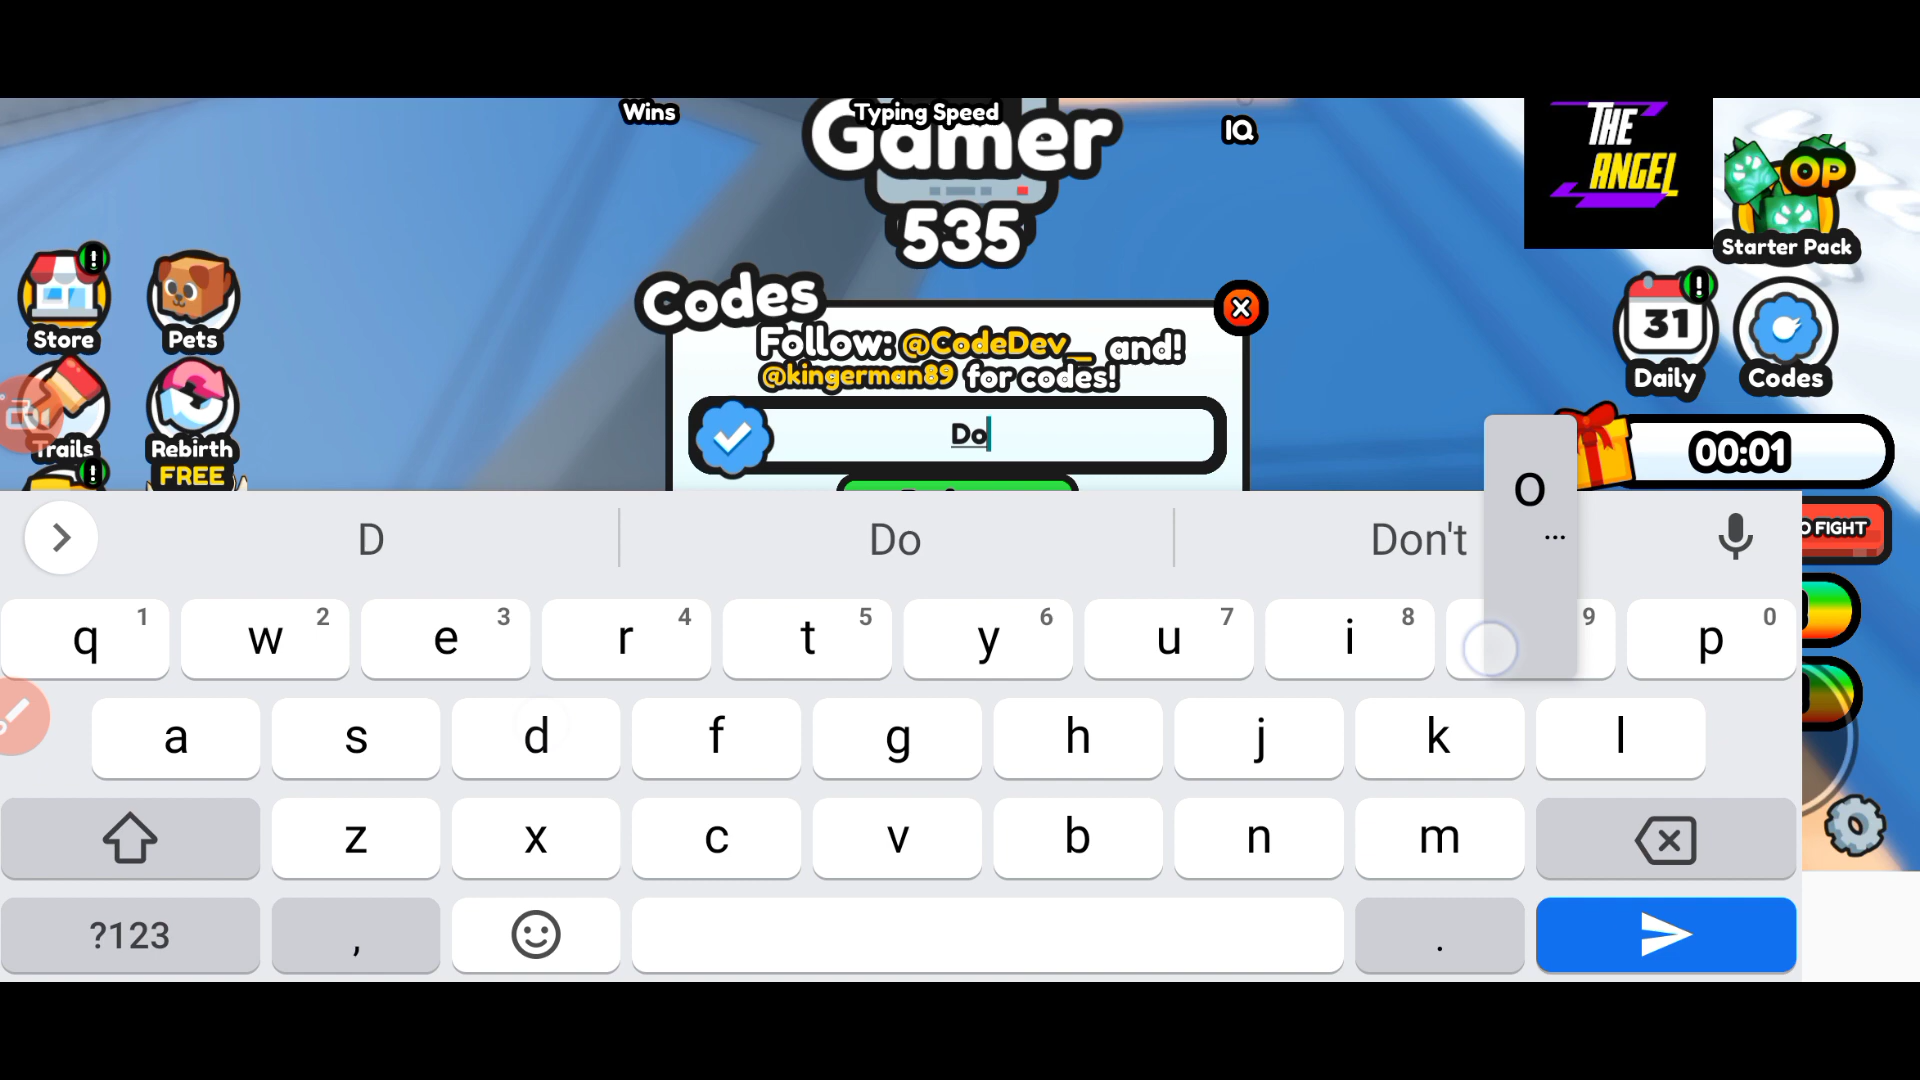 Wins
Typing Speed
IQ
Gamer
535
THE
ANGEL
OP
Starter Pack
Store
Pets
31
Daily
Codes
Trails
Rebirth
FREE
Codes
Follow: @CodeDev__ and!
@kingerman89 for codes!
Do
00:01
O FIGHT
D
Do
Don't
o
...
q 1
w 2
e 3
r 4
t 5
y 6
u 7
i 8
9
p 0
a
s
d
f
g
h
j
k
l
z
x
c
v
b
n
m
?123
,
.